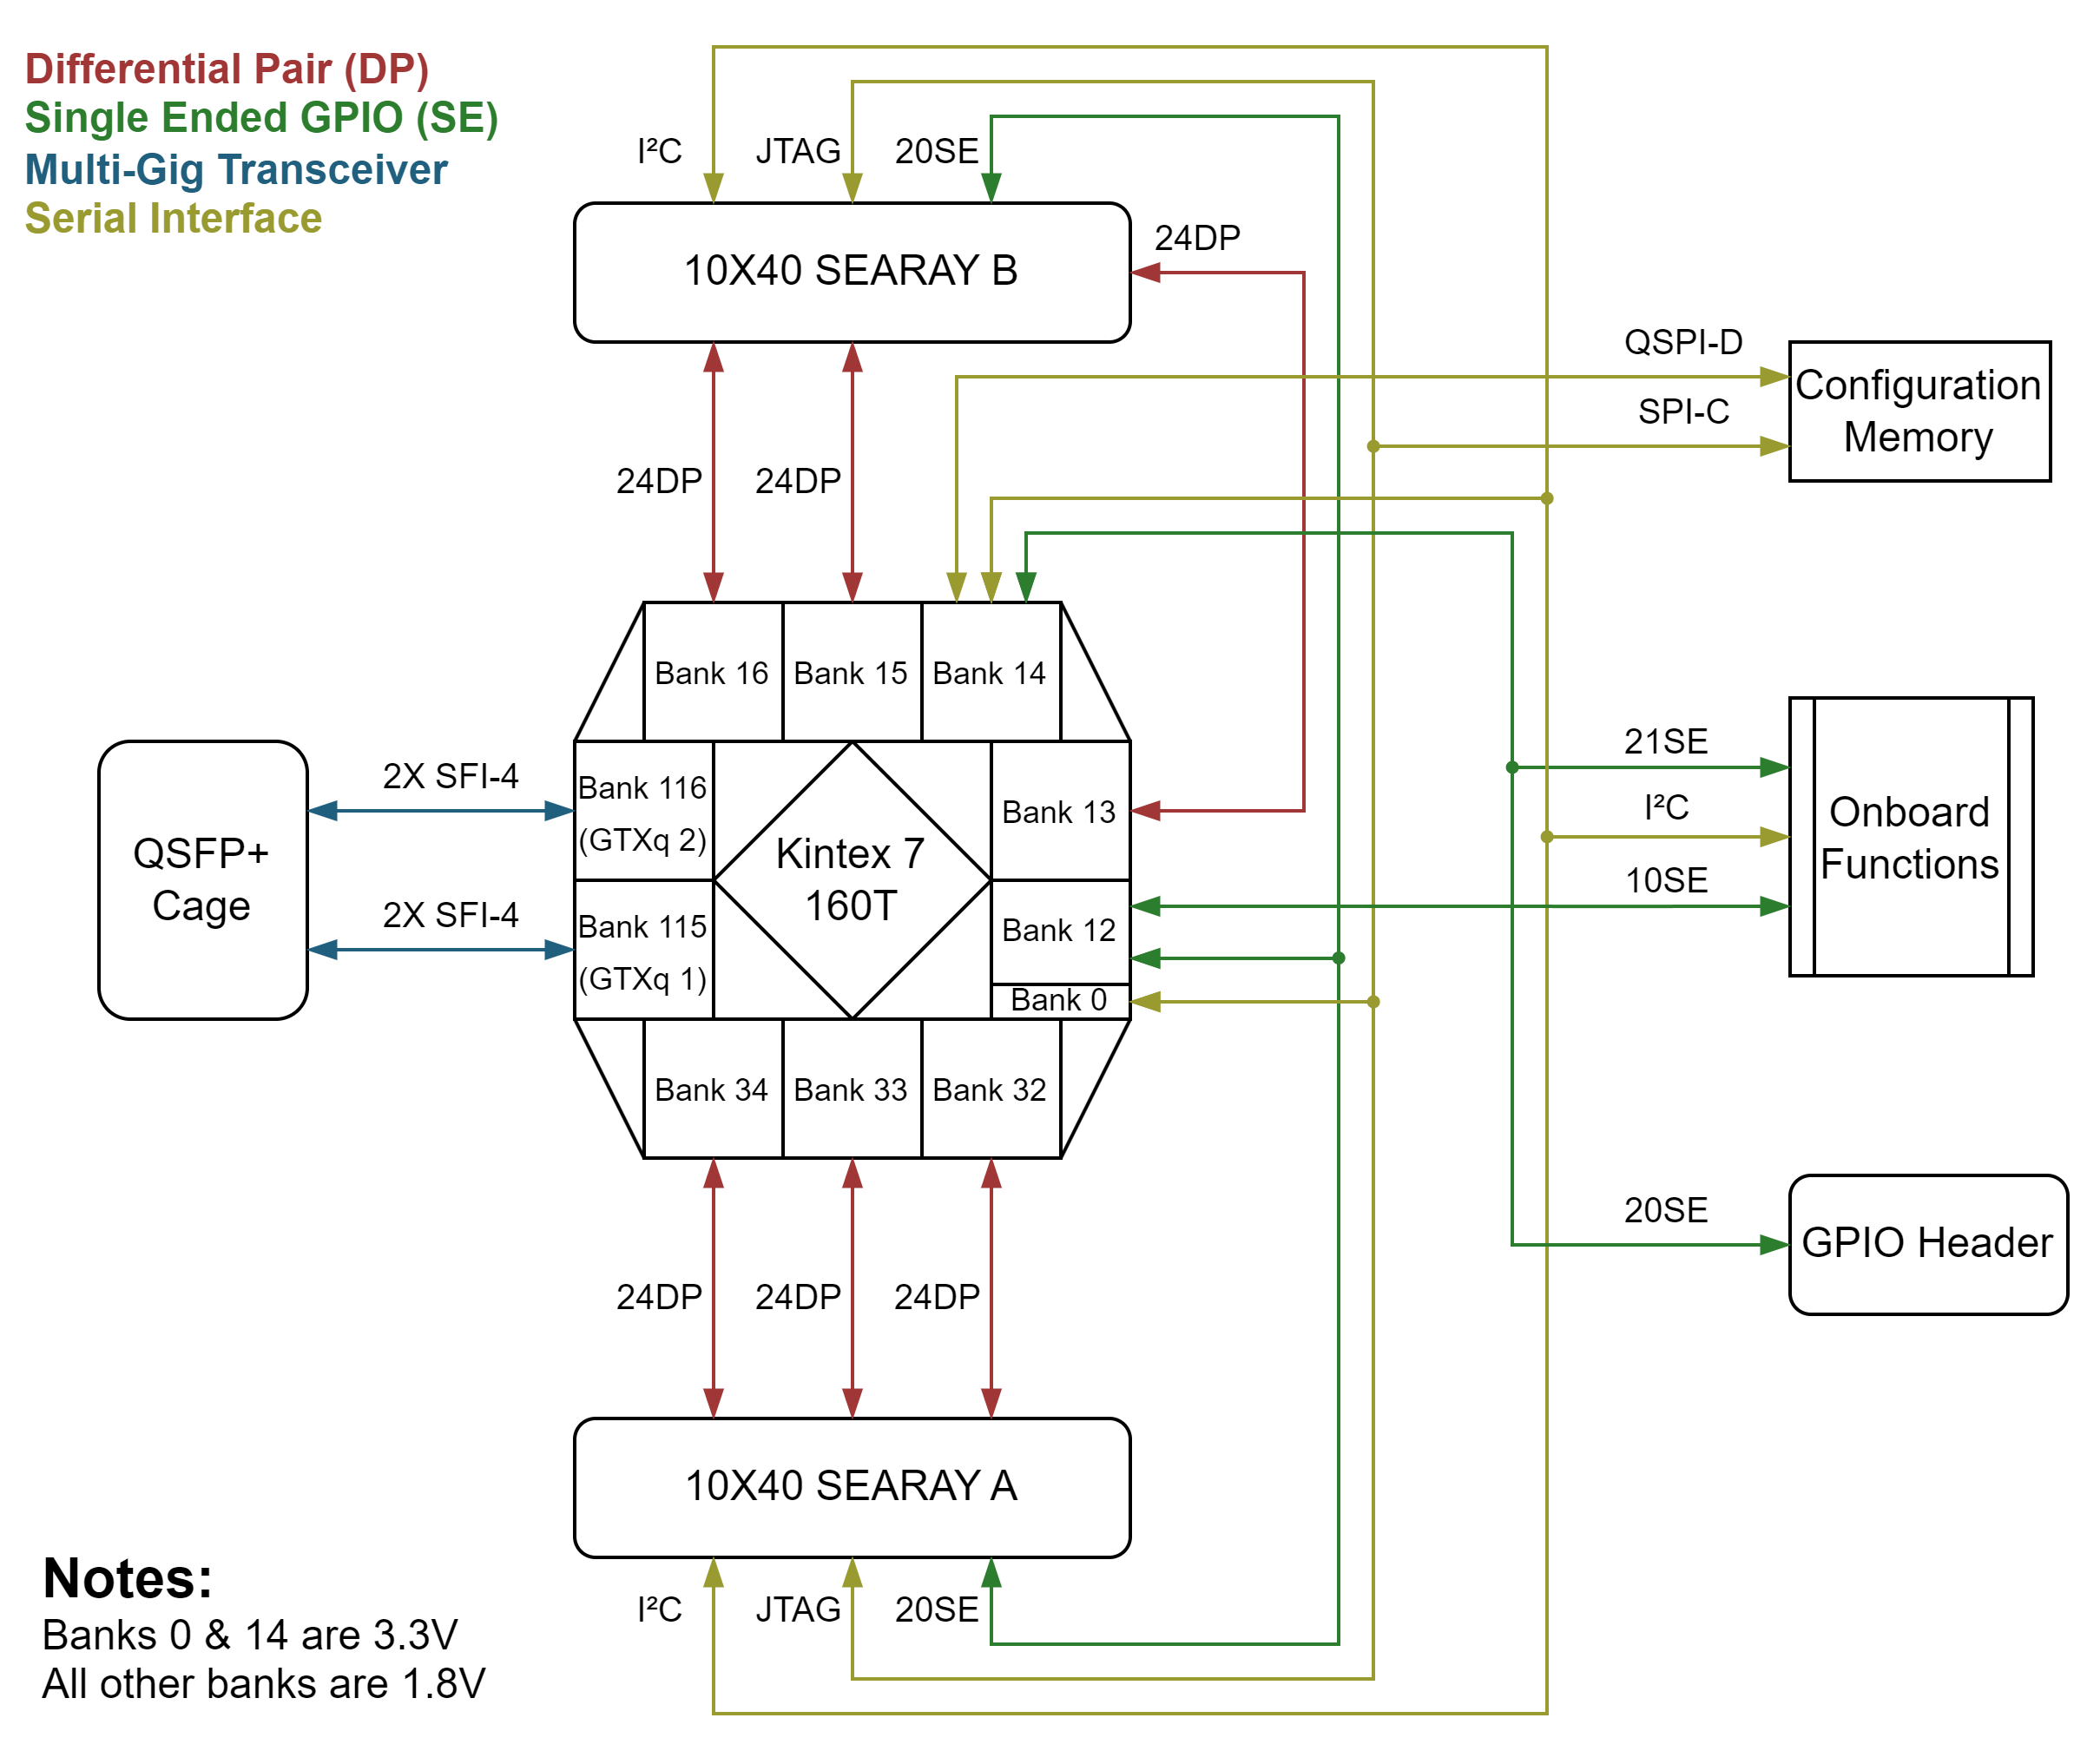 Differential Pair (DP)
Single Ended GPIO (SE)
Multi-Gig Transceiver
Serial Interface
I²C
JTAG
20SE
10X40 SEARAY B
24DP
QSPI-D
SPI-C
Configuration
Memory
24DP
24DP
Bank 16
Bank 15
Bank 14
QSFP+
Cage
2X SFI-4
2X SFI-4
Bank 116
(GTXq 2)
Bank 115
(GTXq 1)
Kintex 7
160T
Bank 13
Bank 12
Bank 0
21SE
I²C
10SE
Onboard
Functions
Bank 34
Bank 33
Bank 32
20SE
GPIO Header
24DP
24DP
24DP
10X40 SEARAY A
I²C
JTAG
20SE
Notes:
Banks 0 & 14 are 3.3V
All other banks are 1.8V